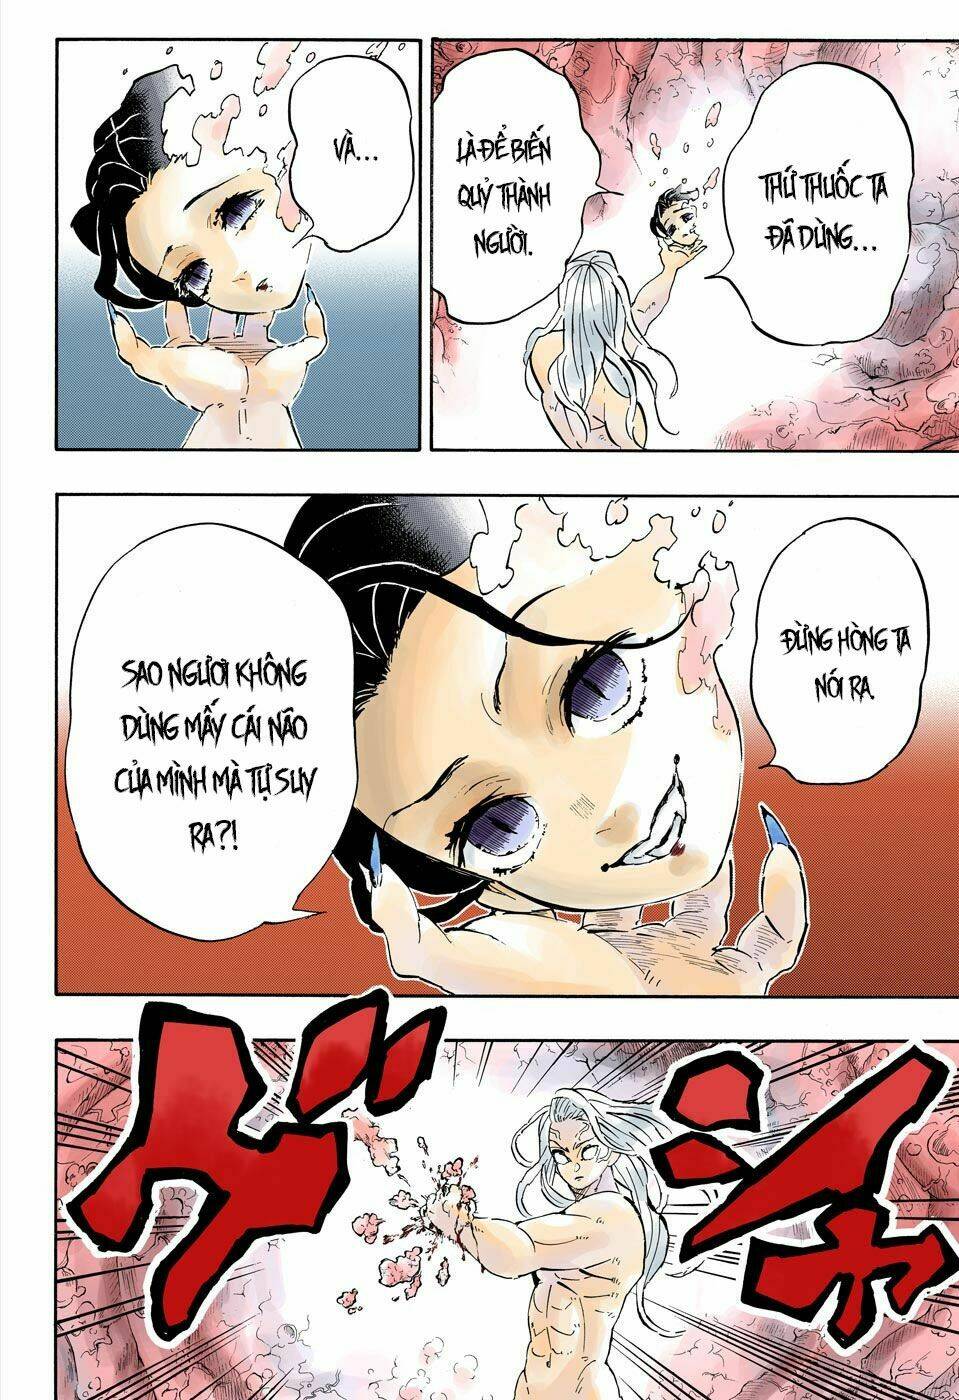 THỨ THUỐC TA
ĐÃ DÙNG...
LÀ ĐỂ BIẾN
QUỶ THÀNH
NGƯỜI.
VÀ...
ĐỪNG HÒNG TA
NÓI RA.
SAO NGƯƠI KHÔNG
DÙNG MẤY CÁI NÃO
CỦA MÌNH MÀ TỰ SUY
RA?!
グシャ